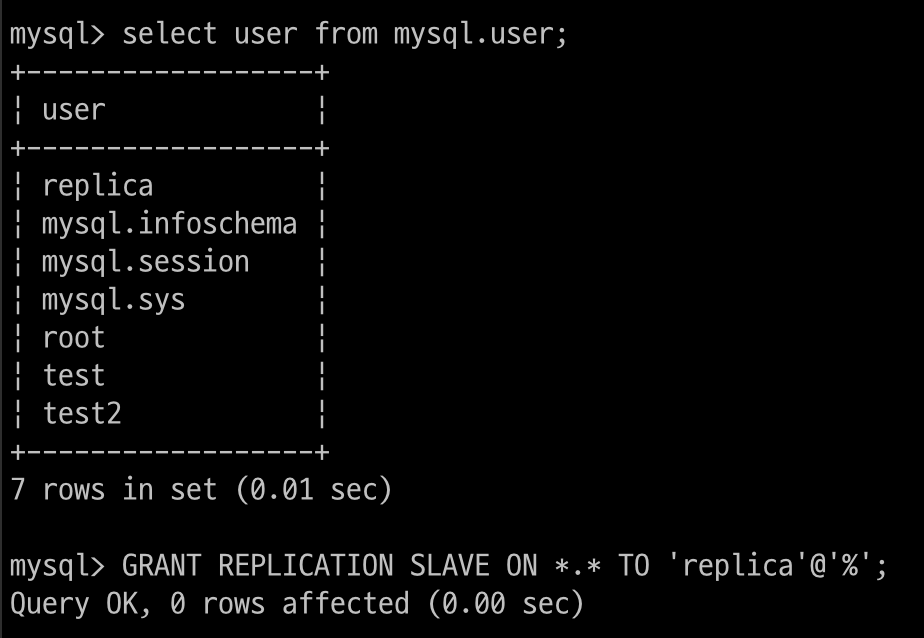 mysql> select user from mysql.user;
+------------------+
¦ user             ¦
+------------------+
¦ replica          ¦
¦ mysql.infoschema ¦
¦ mysql.session    ¦
¦ mysql.sys        ¦
¦ root             ¦
¦ test             ¦
¦ test2            ¦
+------------------+
7 rows in set (0.01 sec)

mysql> GRANT REPLICATION SLAVE ON *.* TO 'replica'@'%';
Query OK, 0 rows affected (0.00 sec)